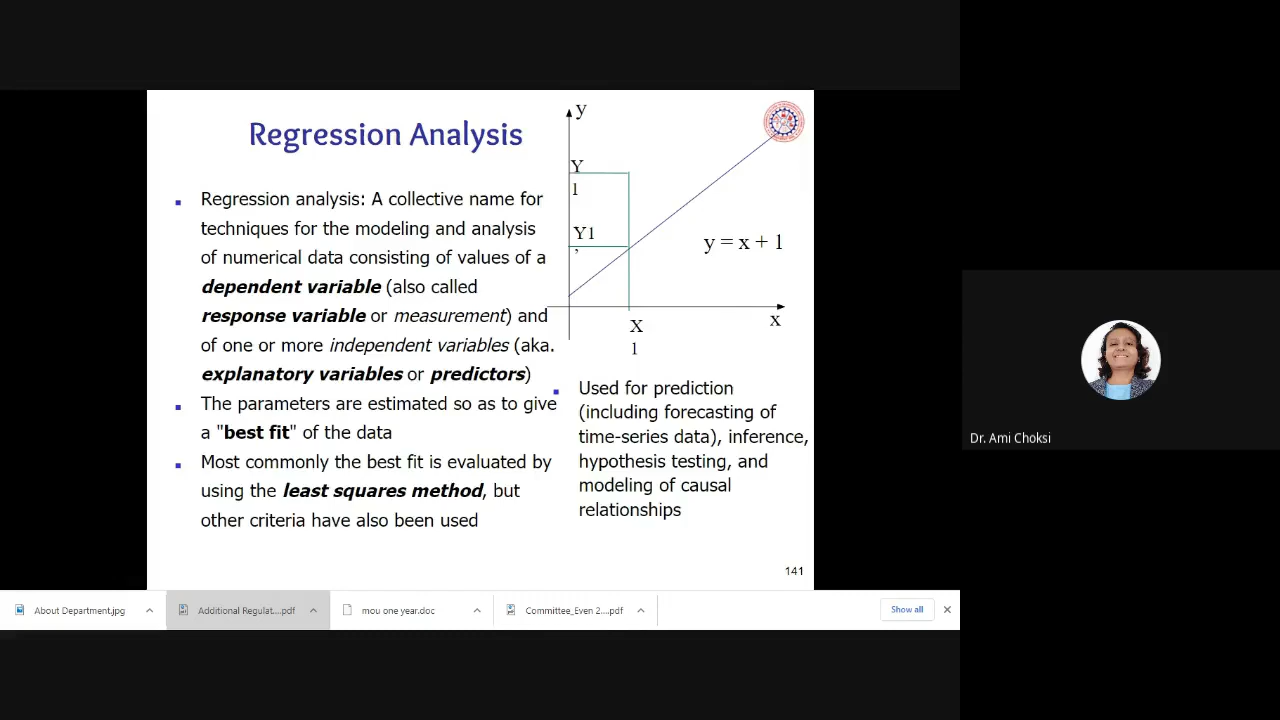 Regression Analysis
Regression analysis: A collective name for
techniques for the modeling and analysis
of numerical data consisting of values of a
dependent variable (also called
response variable or measurement) and
of one or more independent variables (aka.
explanatory variables or predictors)
The parameters are estimated so as to give
a "best fit" of the data
Most commonly the best fit is evaluated by
using the least squares method, but
other criteria have also been used
y
Y
1
Y1
’
y = x + 1
x
X
1
Used for prediction
(including forecasting of
time-series data), inference,
hypothesis testing, and
modeling of causal
relationships
141
Dr. Ami Choksi
About Department.jpg
Additional Regulat....pdf
mou one year.doc
Committee_Even 2....pdf
Show all